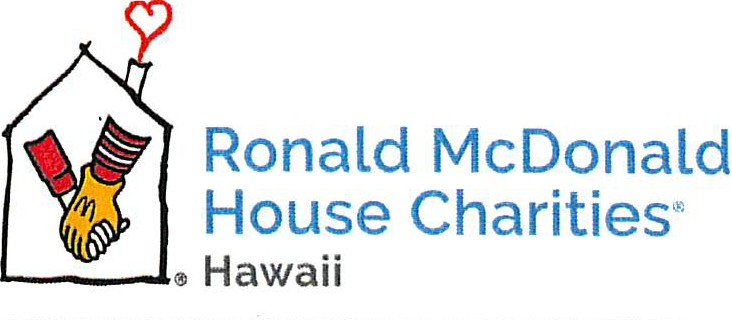 Ronald McDonald
House Charities®
® Hawaii